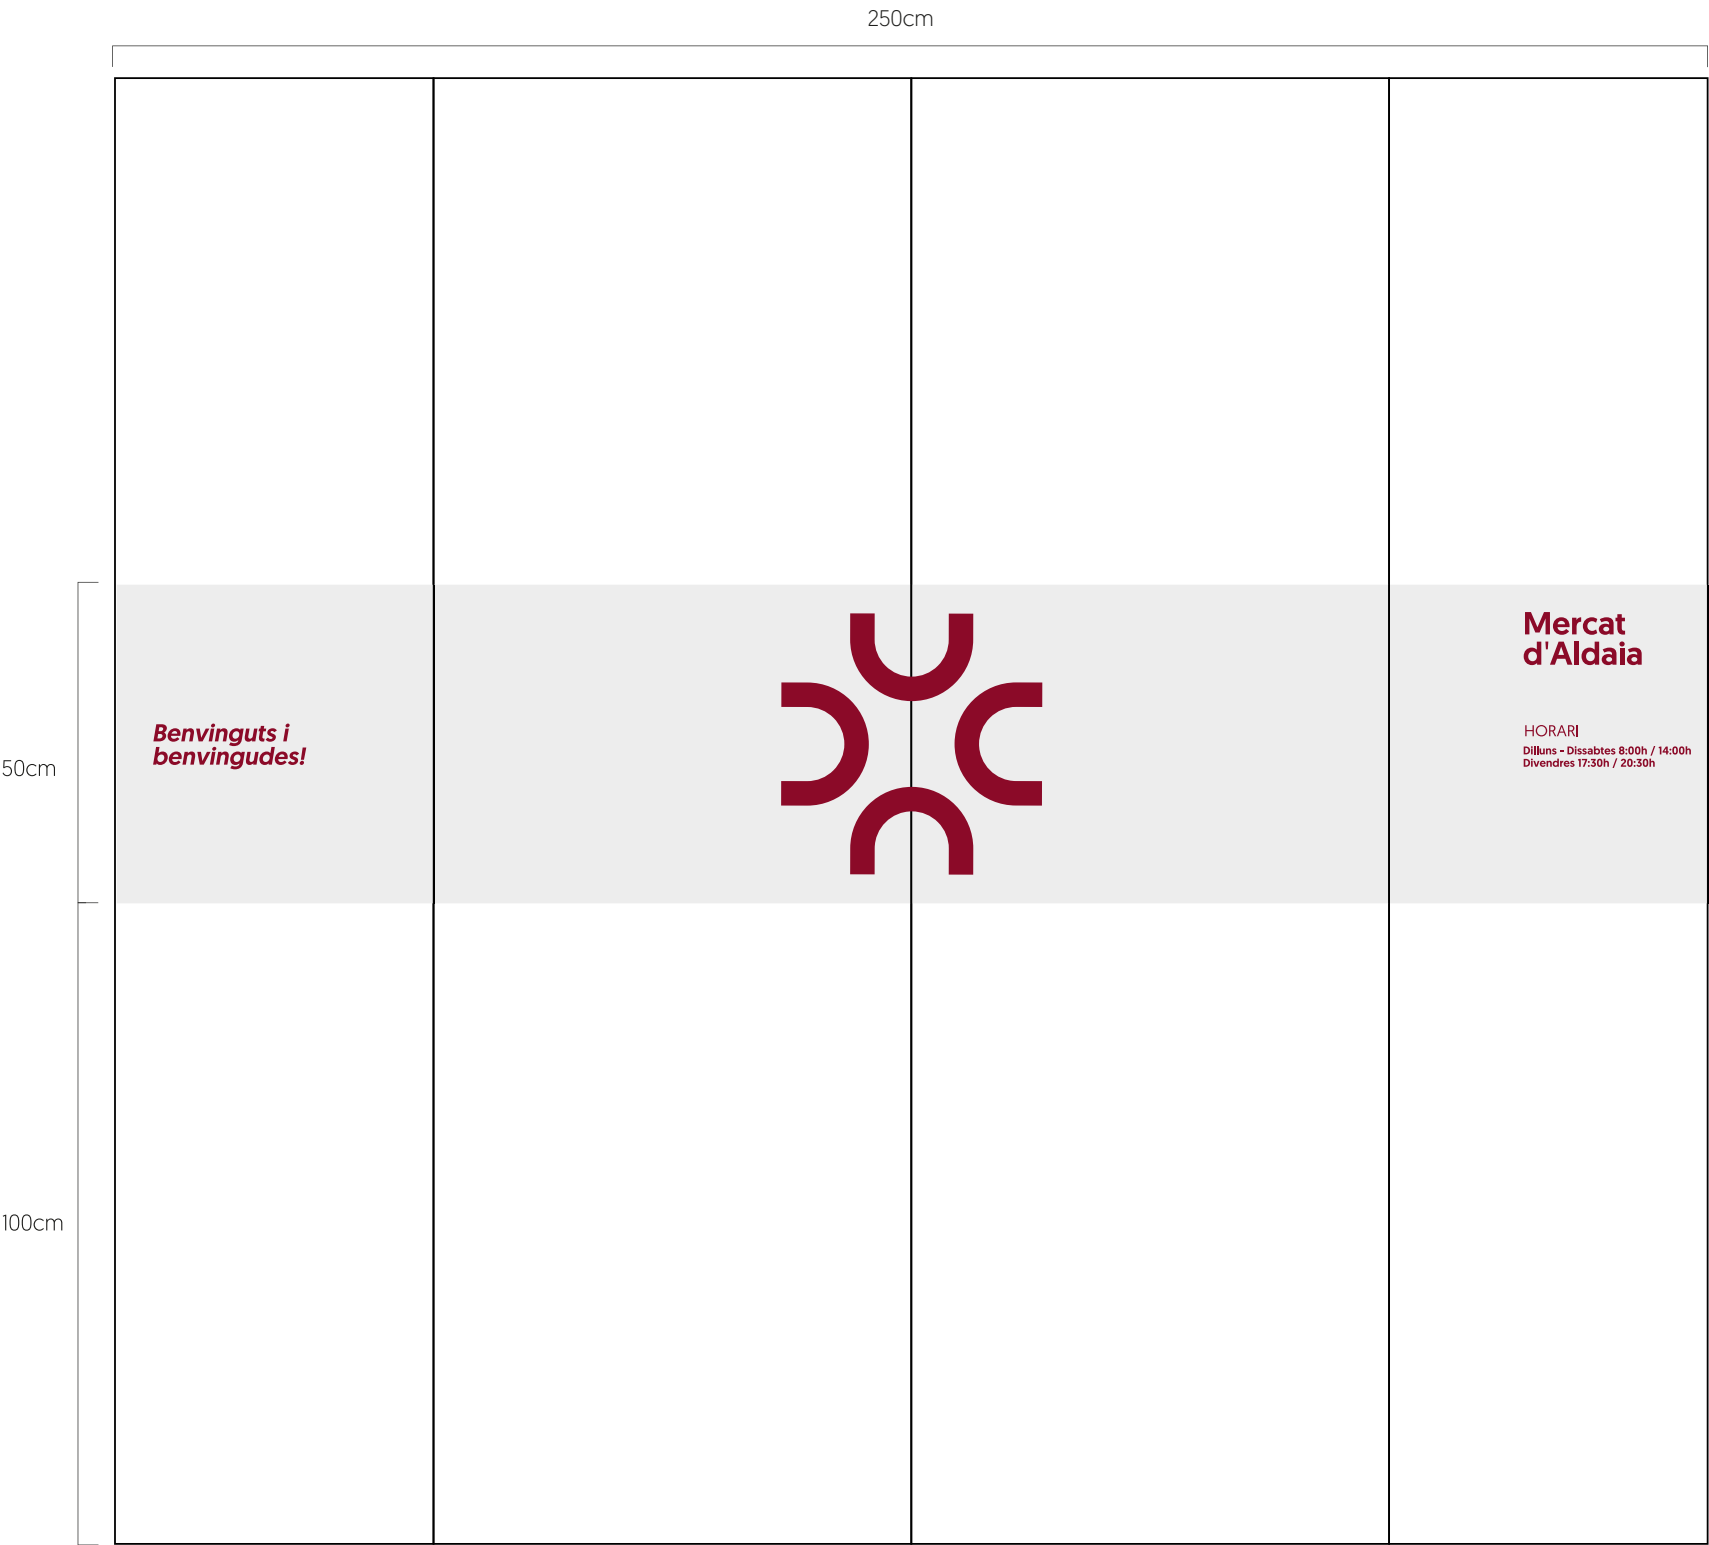 250cm
Mercat
d'Aldaia
Benvinguts i
benvingudes!
HORARI
Dilluns - Dissabtes 8:00h / 14:00h
Divendres 17:30h / 20:30h
50cm
100cm